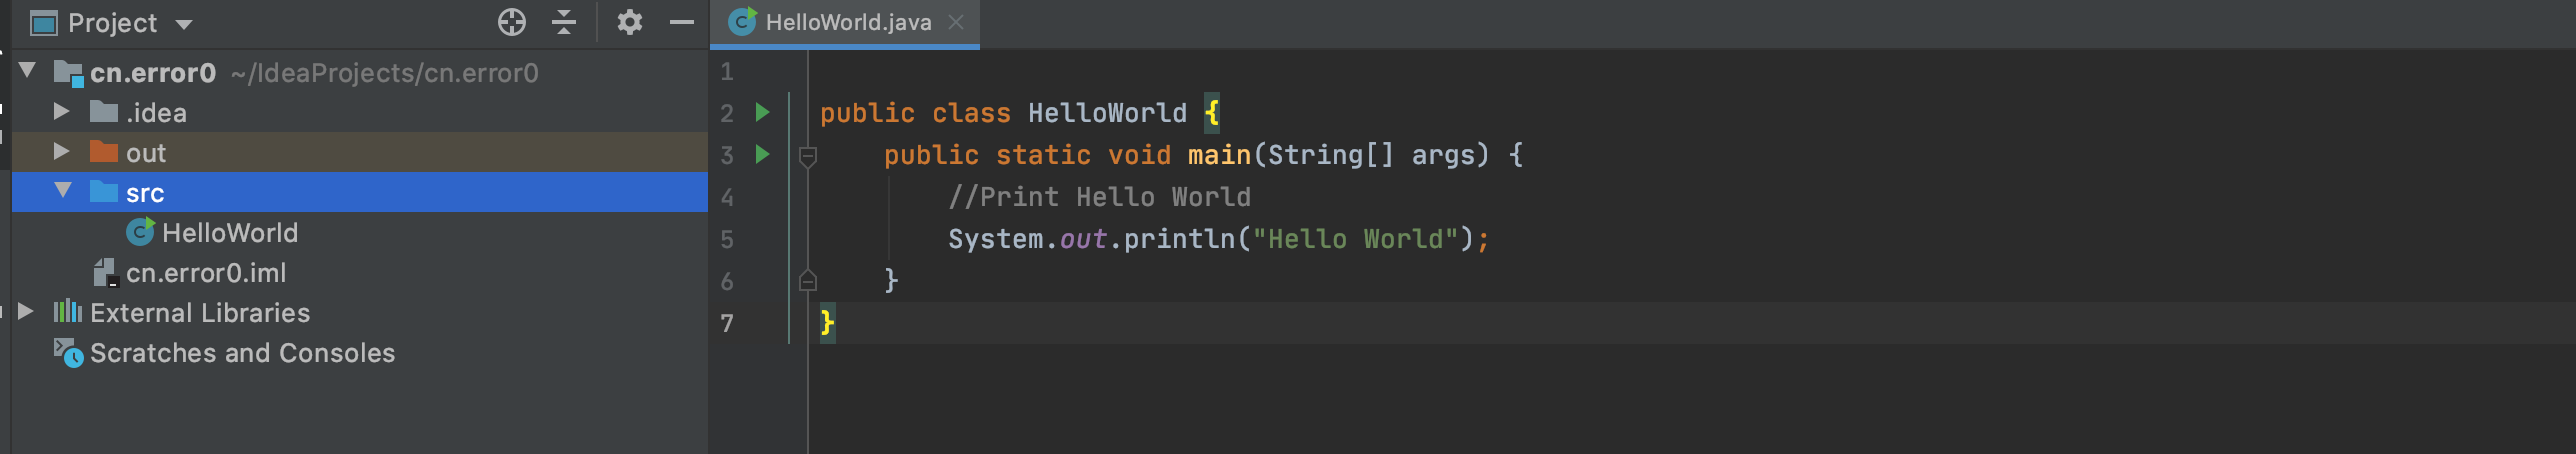 Project
cn.error0 ~/IdeaProjects/cn.error0
.idea
out
src
HelloWorld
cn.error0.iml
External Libraries
Scratches and Consoles
HelloWorld.java
1
2 public class HelloWorld {
3 public static void main(String[] args) {
4 //Print Hello World
5 System.out.println("Hello World");
6 }
7 }